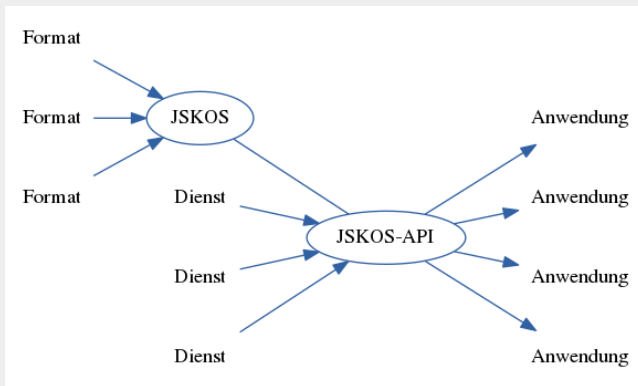 Format
JSKOS
Anwendung
Format
Format
Dienst
Anwendung
JSKOS-API
Dienst
Anwendung
Dienst
Anwendung